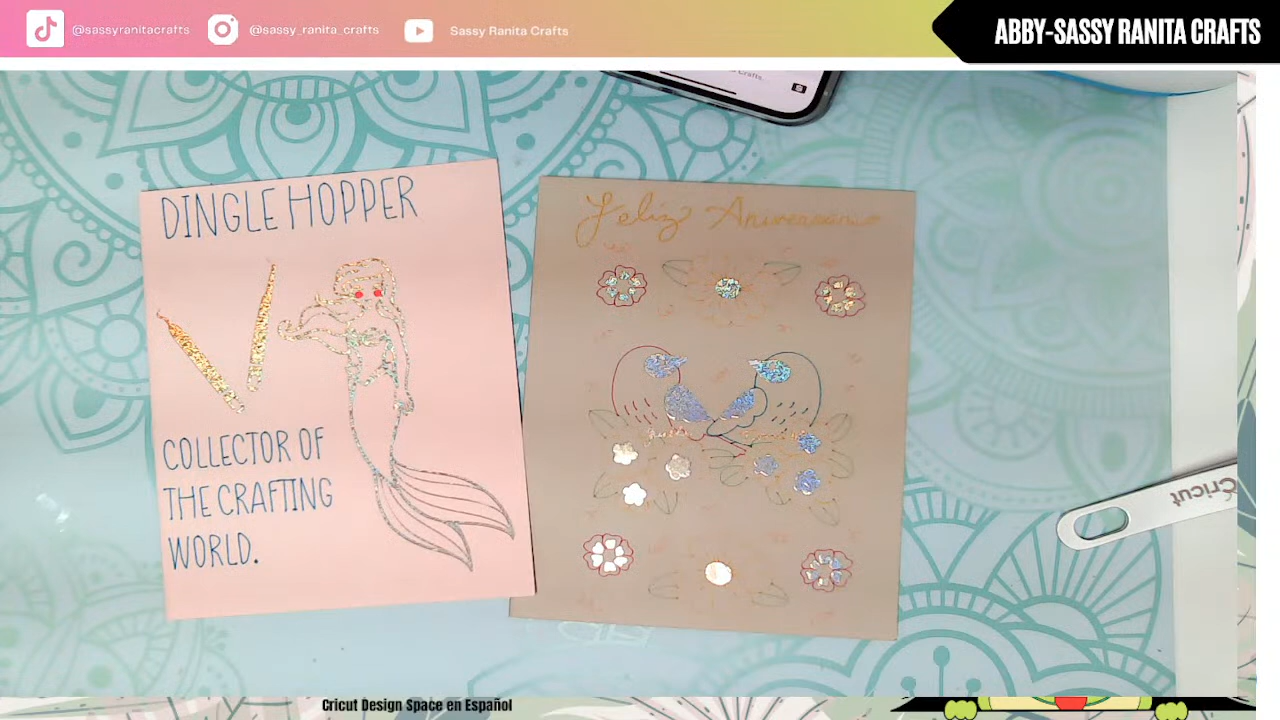 @sassyranitacrafts @sassy_ranita_crafts Sassy Ranita Crafts
ABBY-SASSY RANITA CRAFTS
Crafts.
DINGLE HOPPER
COLLECTOR OF
THE CRAFTING
WORLD.
Feliz Aniversario
Cricut
Cricut Design Space en Español